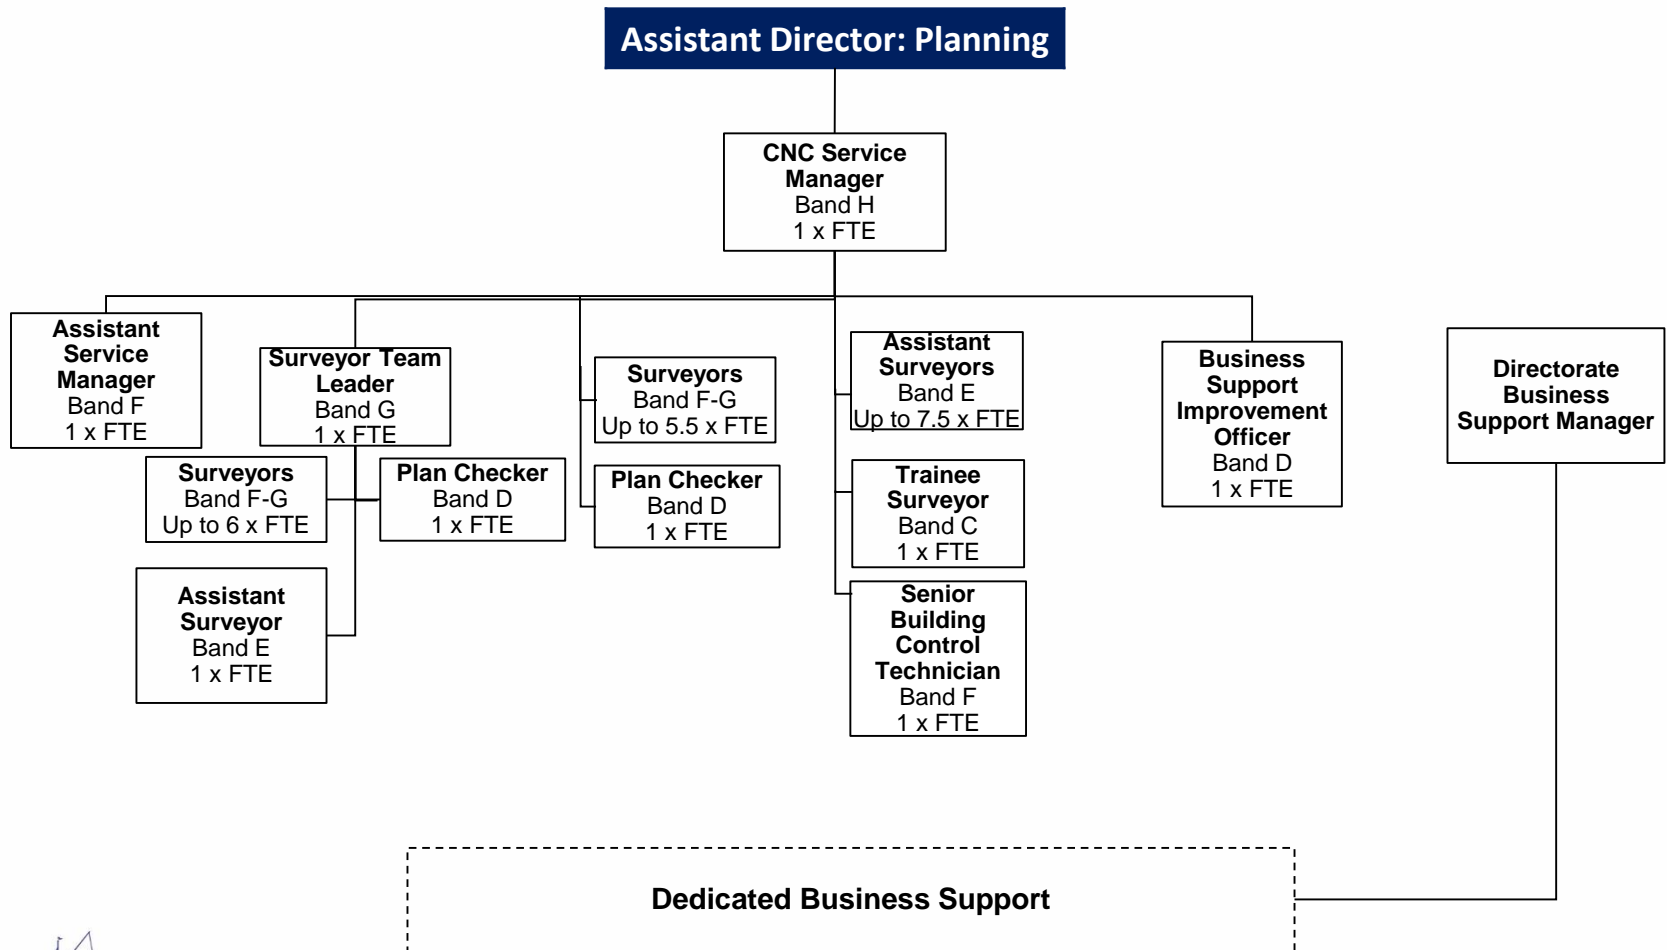 Assistant Director: Planning
CNC Service
Manager
Band H
1 x FTE
Assistant
Service
Manager
Band F
1 x FTE
Surveyor Team
Leader
Band G
1 x FTE
Surveyors
Band F-G
Up to 6 x FTE
Plan Checker
Band D
1 x FTE
Assistant
Surveyor
Band E
1 x FTE
Surveyors
Band F-G
Up to 5.5 x FTE
Plan Checker
Band D
1 x FTE
Assistant
Surveyors
Band E
Up to 7.5 x FTE
Trainee
Surveyor
Band C
1 x FTE
Senior
Building
Control
Technician
Band F
1 x FTE
Business
Support
Improvement
Officer
Band D
1 x FTE
Directorate
Business
Support Manager
Dedicated Business Support